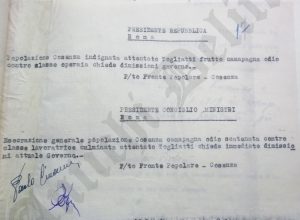 PRESIDENTE REPUBBLICA
Roma
Popolazione Cosenza indignata attentato Togliatti frutto campagna odio
contro classe operaia chiede dimissioni Governo.-
P/to Fronte Popolare - Cosenza
PRESIDENTE CONSIGLIO MINISTRI
Roma
Esecrazione generale popolazione Cosenza campagna odio scatenata contro
classe lavoratrice culminata attentato Togliatti chiede immediate dimissio
ni attuale Governo.-
P/to Fronte Popolare - Cosenza